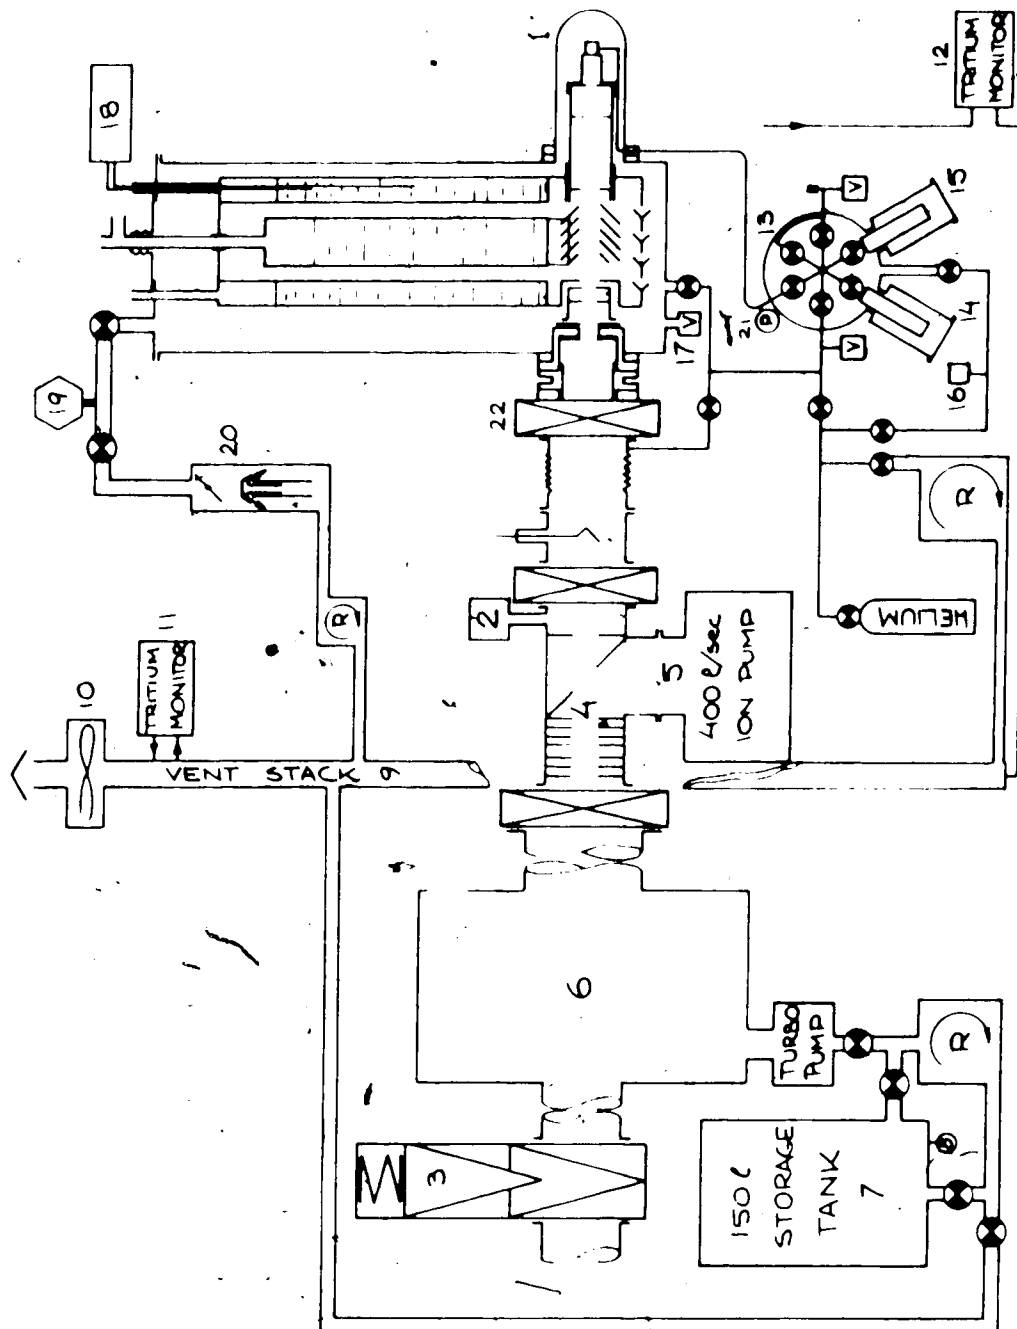 18
19
20
R
10
11
TRITIUM
MONITOR
VENT STACK 9
12
TRITIUM
MONITOR
13
15
14
16
17
21
P
V
V
V
22
R
HELIUM
2
4
5
400 l/sec
ION PUMP
6
TURBO
PUMP
R
3
150 l
STORAGE
TANK
7